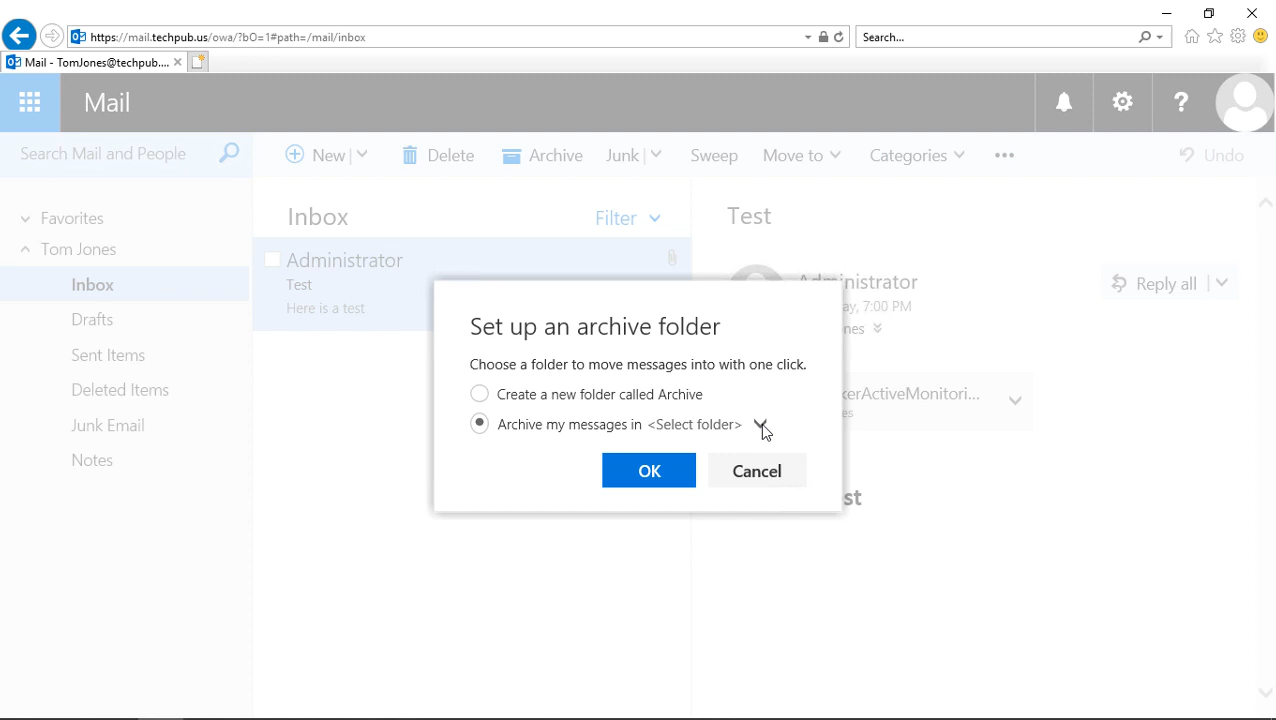 https://mail.techpub.us/owa/?bO=1#path=/mail/inbox
Search...
Mail - TomJones@techpub....
Mail
Search Mail and People
New
Delete
Archive
Junk
Sweep
Move to
Categories
Undo
Favorites
Tom Jones
Inbox
Drafts
Sent Items
Deleted Items
Junk Email
Notes
Inbox
Filter
Administrator
Test
Here is a test
Test
Administrator
7:00 PM
Reply all
Set up an archive folder
Choose a folder to move messages into with one click.
Create a new folder called Archive
Archive my messages in <Select folder>
OK
Cancel